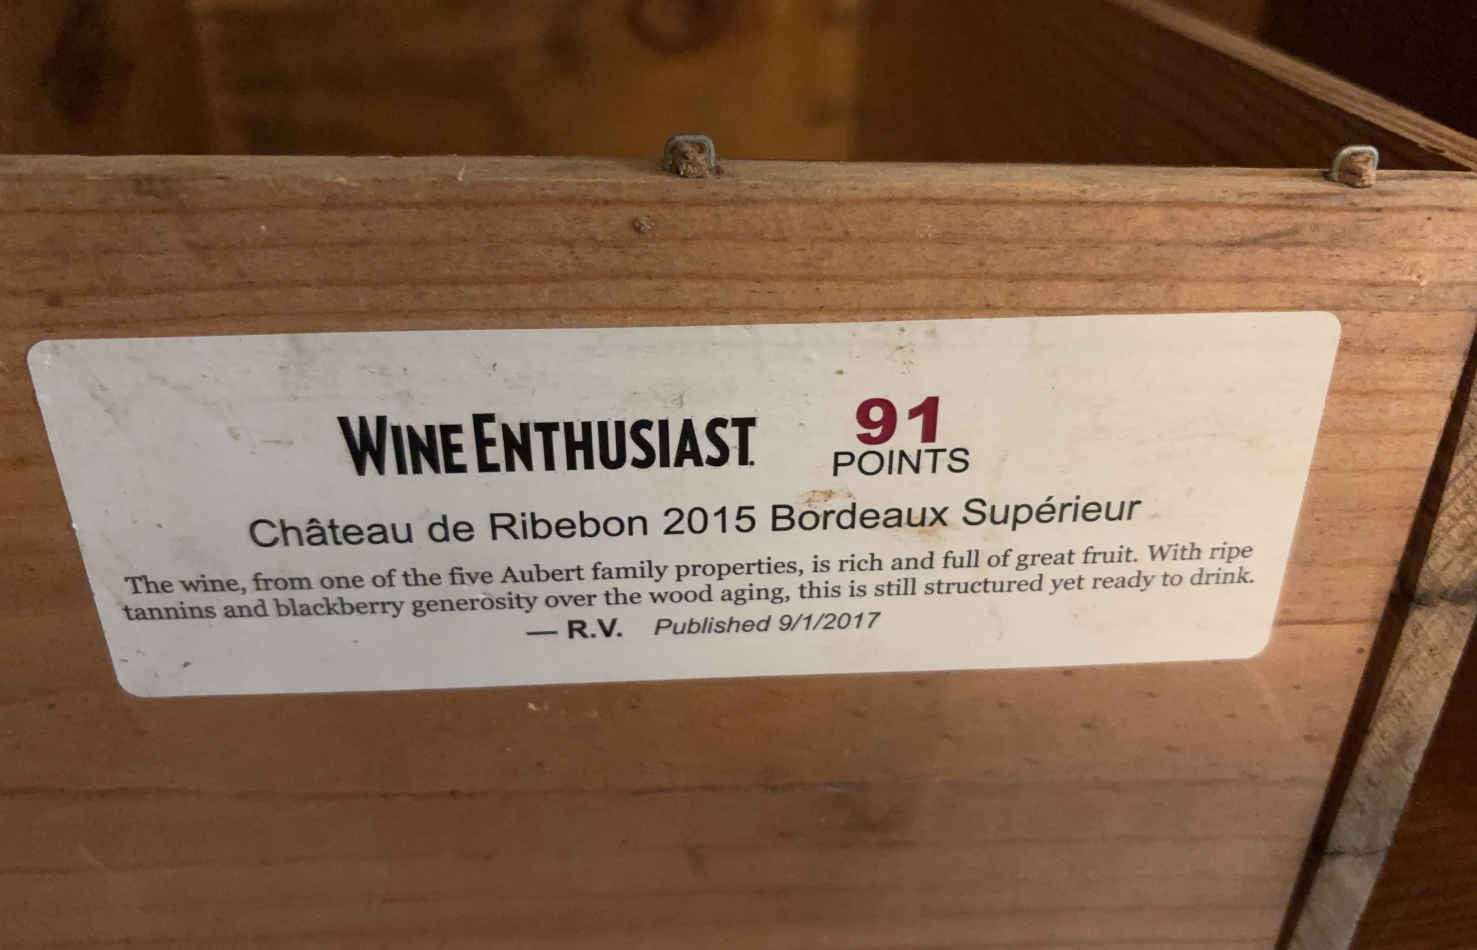 WINE ENTHUSIAST. 91
POINTS
Château de Ribebon 2015 Bordeaux Supérieur
The wine, from one of the five Aubert family properties, is rich and full of great fruit. With ripe
tannins and blackberry generosity over the wood aging, this is still structured yet ready to drink.
— R.V. Published 9/1/2017